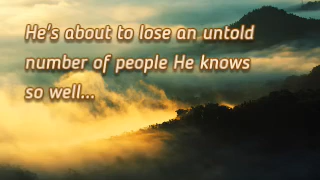 He's about to lose an untold
number of people He knows
so well...